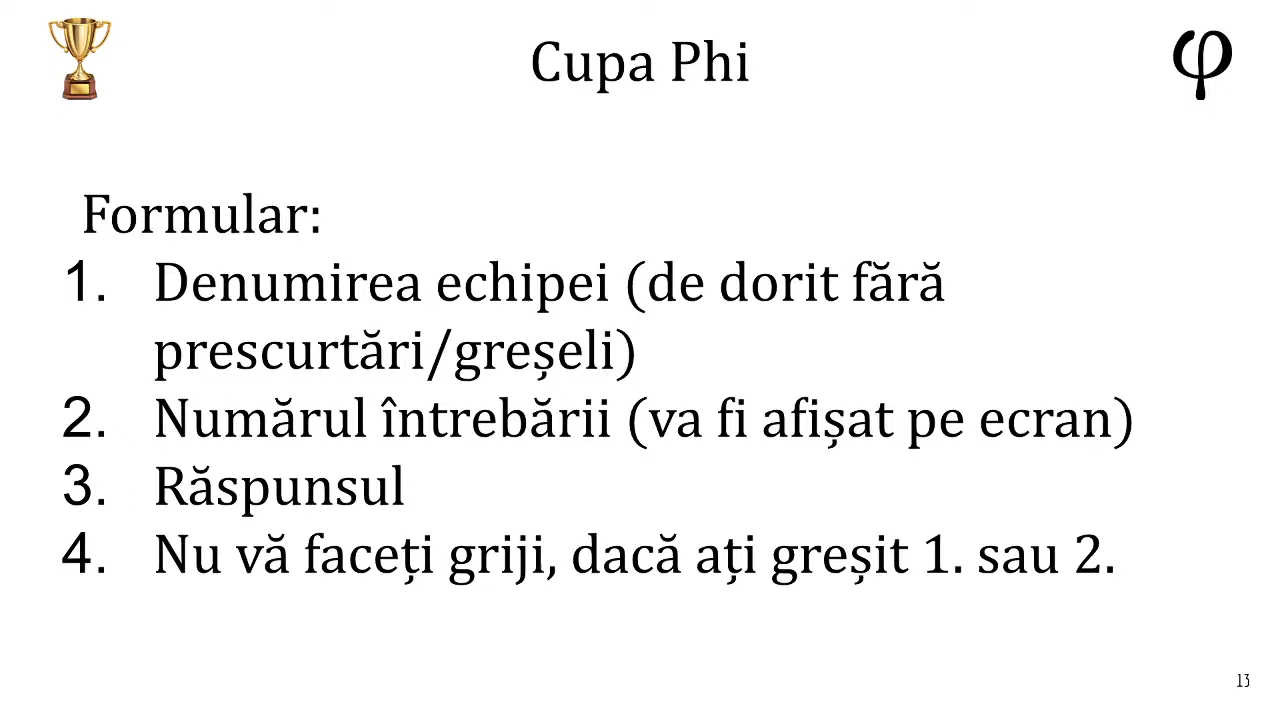 Cupa Phi
φ
Formular:
1. Denumirea echipei (de dorit fără
prescurtări/greșeli)
2. Numărul întrebării (va fi afișat pe ecran)
3. Răspunsul
4. Nu vă faceți griji, dacă ați greșit 1. sau 2.
13